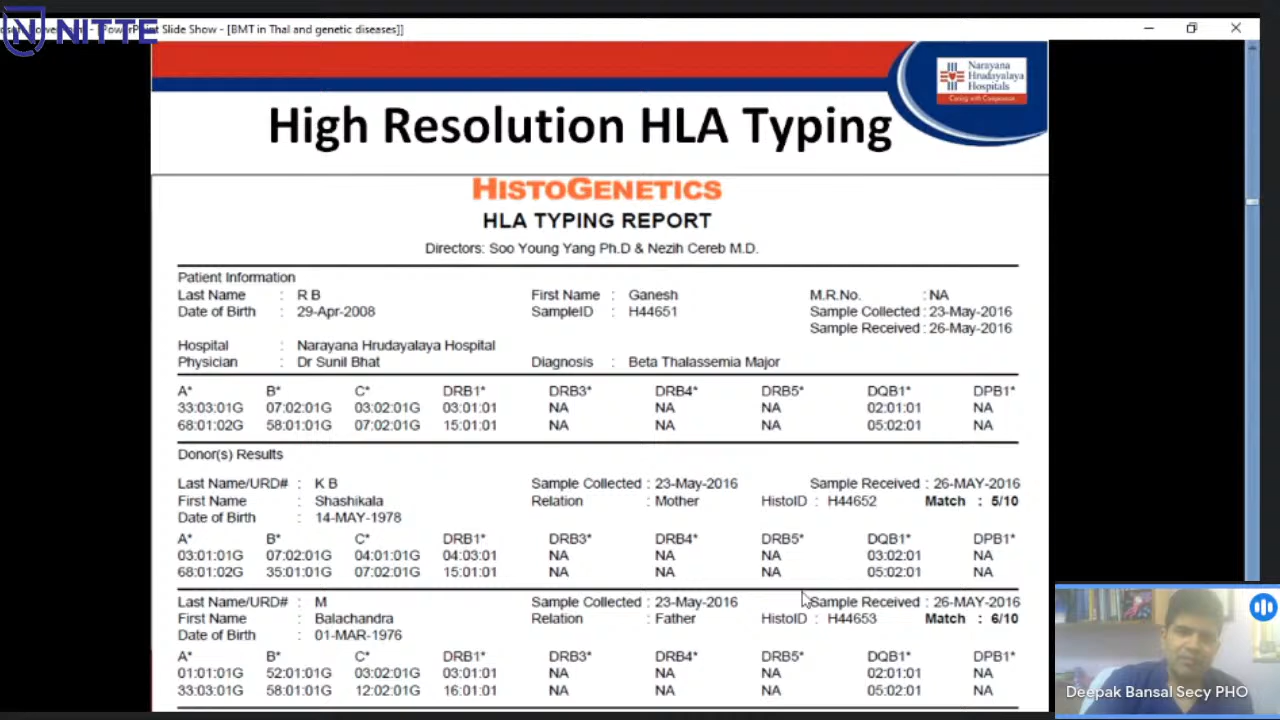 NITTE
PowerPoint Slide Show - [BMT in Thal and genetic diseases]]
Narayana
Hrudayalaya
Hospitals
Caring with Compassion
High Resolution HLA Typing
HISTOGENETICS
HLA TYPING REPORT
Directors: Soo Young Yang Ph.D & Nezih Cereb M.D.
Patient Information
Last Name : R B First Name : Ganesh M.R.No. : NA
Date of Birth : 29-Apr-2008 SampleID : H44651 Sample Collected : 23-May-2016
Sample Received : 26-May-2016
Hospital : Narayana Hrudayalaya Hospital
Physician : Dr Sunil Bhat Diagnosis : Beta Thalassemia Major
A* B* C* DRB1* DRB3* DRB4* DRB5* DQB1* DPB1*
33:03:01G 07:02:01G 03:02:01G 03:01:01 NA NA NA 02:01:01 NA
68:01:02G 58:01:01G 07:02:01G 15:01:01 NA NA NA 05:02:01 NA
Donor(s) Results
Last Name/URD# : K B Sample Collected : 23-May-2016 Sample Received : 26-MAY-2016
First Name : Shashikala Relation : Mother HistoID : H44652 Match : 5/10
Date of Birth : 14-MAY-1978
A* B* C* DRB1* DRB3* DRB4* DRB5* DQB1* DPB1*
03:01:01G 07:02:01G 04:01:01G 04:03:01 NA NA NA 03:02:01 NA
68:01:02G 35:01:01G 07:02:01G 15:01:01 NA NA NA 05:02:01 NA
Last Name/URD# : M Sample Collected : 23-May-2016 Sample Received : 26-MAY-2016
First Name : Balachandra Relation : Father HistoID : H44653 Match : 6/10
Date of Birth : 01-MAR-1976
A* B* C* DRB1* DRB3* DRB4* DRB5* DQB1* DPB1*
01:01:01G 52:01:01G 03:02:01G 03:01:01 NA NA NA 02:01:01 NA
33:03:01G 58:01:01G 12:02:01G 16:01:01 NA NA NA 05:02:01 NA
Deepak Bansal Secy PHO